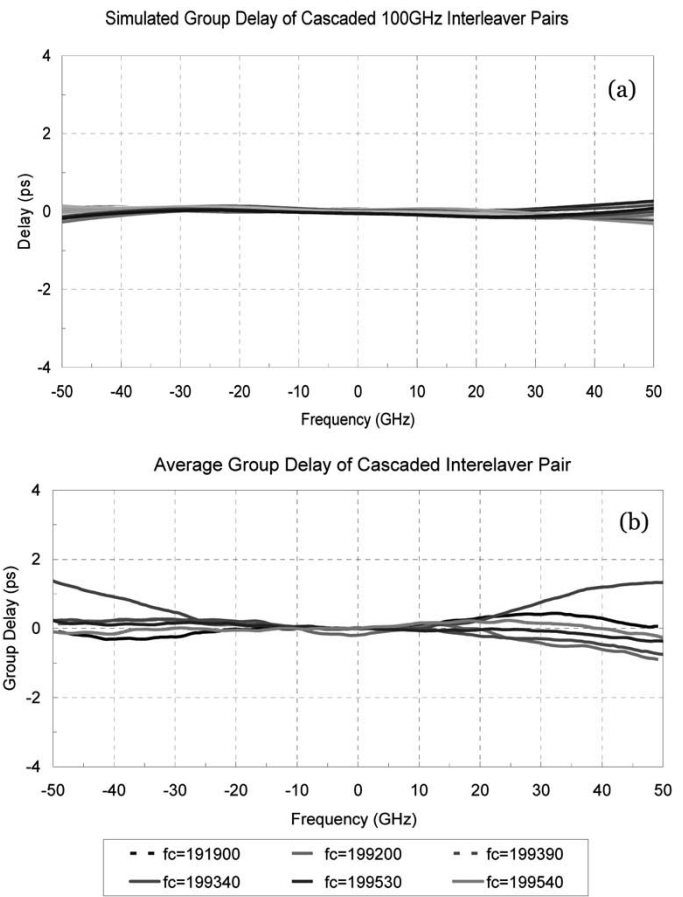 Simulated Group Delay of Cascaded 100GHz Interleaver Pairs
(a)
4
2
0
-2
-4
Delay (ps)
-50 -40 -30 -20 -10 0 10 20 30 40 50
Frequency (GHz)
Average Group Delay of Cascaded Interelaver Pair
(b)
4
2
0
-2
-4
Group Delay (ps)
-50 -40 -30 -20 -10 0 10 20 30 40 50
Frequency (GHz)
fc=191900 fc=199200 fc=199390
fc=199340 fc=199530 fc=199540